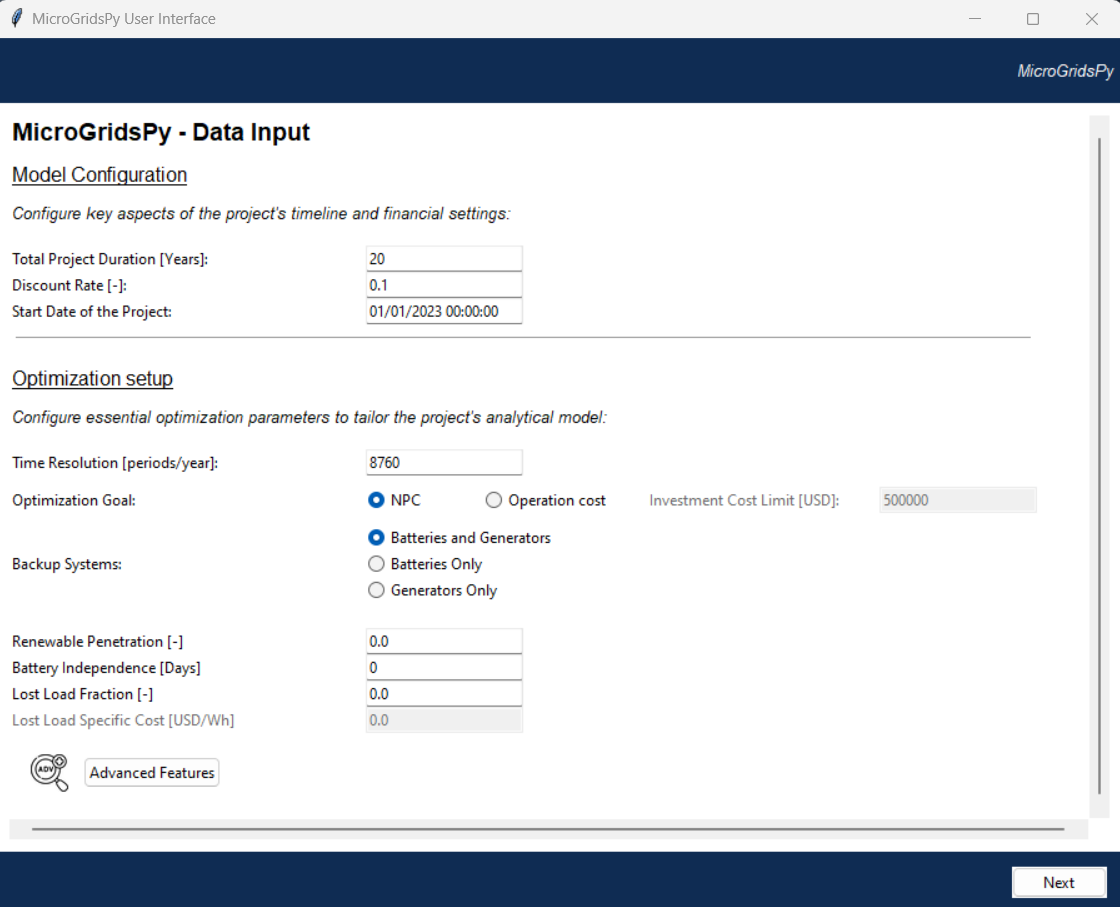 MicroGridsPy User Interface
MicroGridsPy
MicroGridsPy - Data Input
Model Configuration
Configure key aspects of the project's timeline and financial settings:
Total Project Duration [Years]: 20
Discount Rate [-]: 0.1
Start Date of the Project: 01/01/2023 00:00:00
Optimization setup
Configure essential optimization parameters to tailor the project's analytical model:
Time Resolution [periods/year]: 8760
Optimization Goal: NPC Operation cost Investment Cost Limit [USD]: 500000
Batteries and Generators
Backup Systems: Batteries Only
Generators Only
Renewable Penetration [-] 0.0
Battery Independence [Days] 0
Lost Load Fraction [-] 0.0
Lost Load Specific Cost [USD/Wh] 0.0
ADV Advanced Features
Next